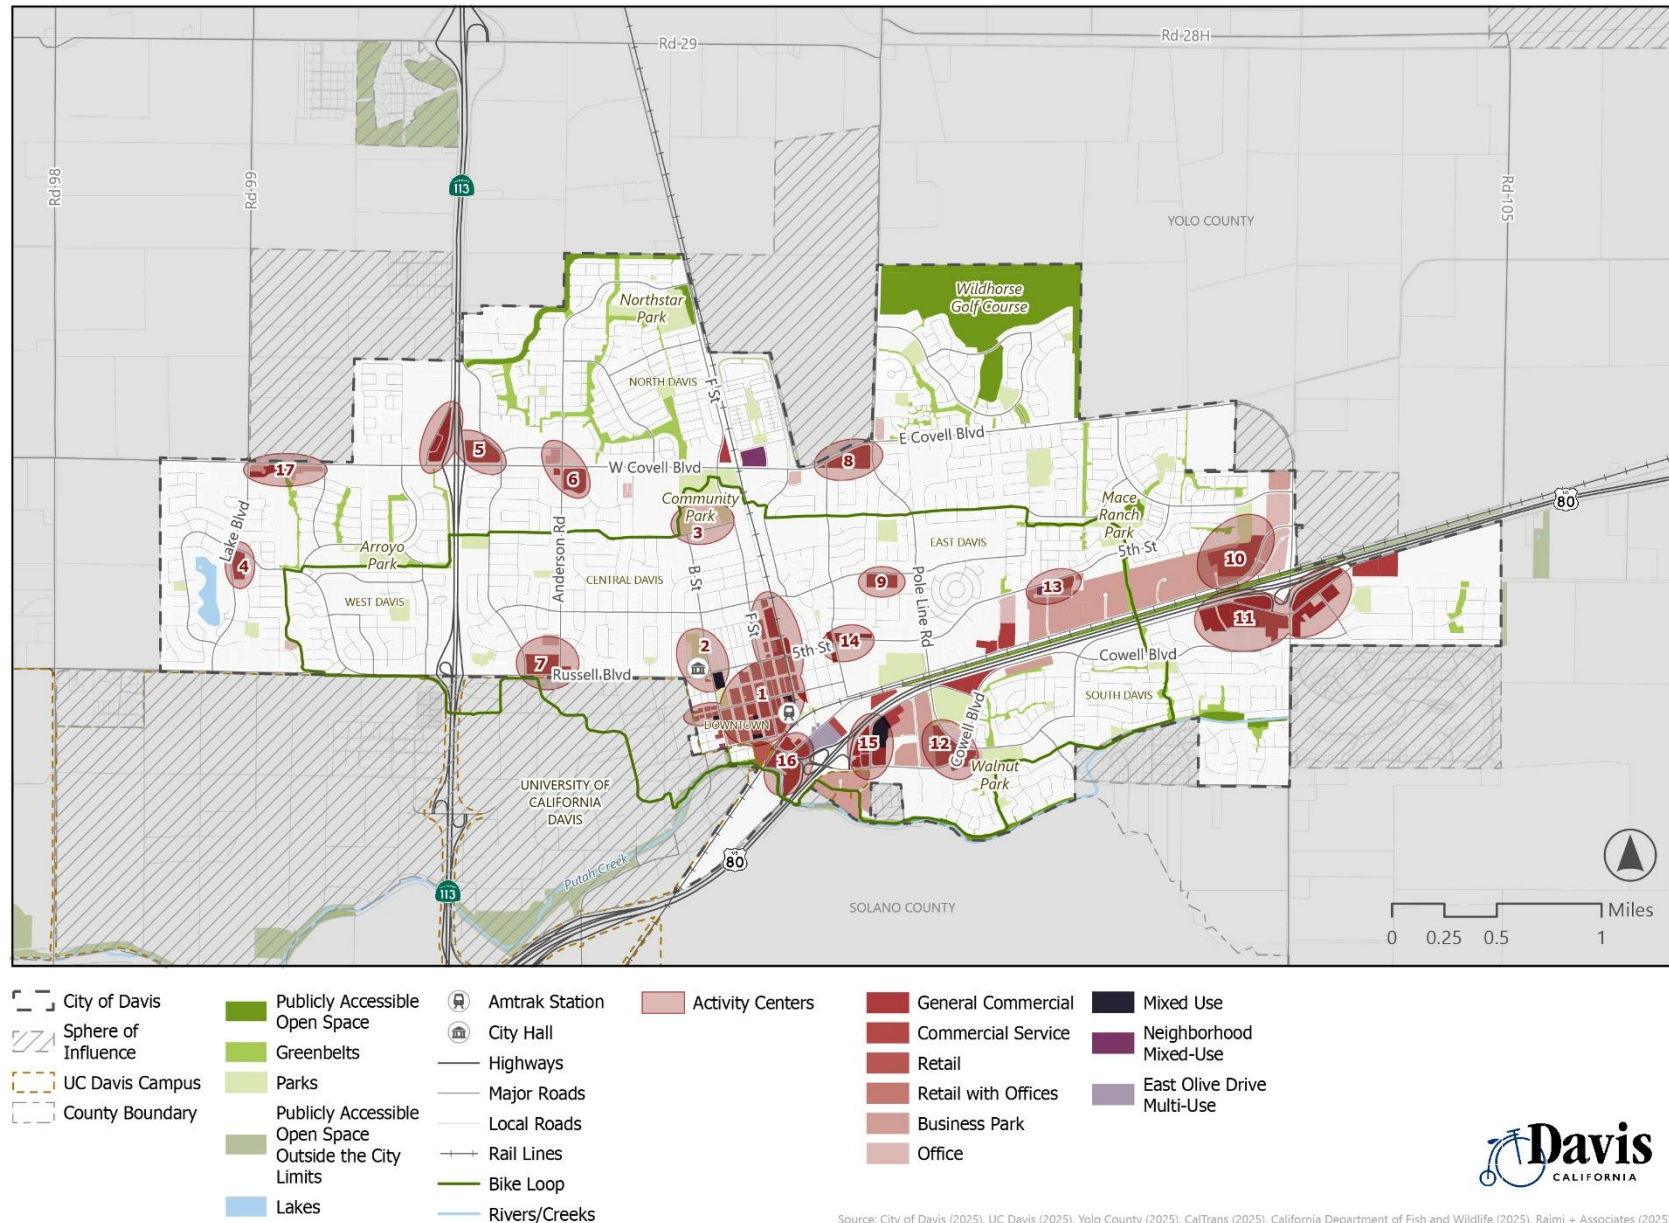 Rd 29
Rd 28H
Rd 98
Rd 99
113
Rd 105
YOLO COUNTY
Northstar
Park
Wildhorse
Golf Course
NORTH DAVIS
F St
E Covell Blvd
5
8
17
6
W Covell Blvd
Community
Park
3
Mace
Ranch
Park
80
Lake Blvd
4
Arroyo
Park
Anderson Rd
B St
EAST DAVIS
5th St
10
CENTRAL DAVIS
9
13
WEST DAVIS
Pole Line Rd
11
F St
2
5th St
14
7
Russell Blvd
Cowell Blvd
1
SOUTH DAVIS
DOWNTOWN
Cowell Blvd
15
12
16
Walnut
Park
UNIVERSITY OF
CALIFORNIA
DAVIS
Putah Creek
US
80
113
SOLANO COUNTY
Miles
0 0.25 0.5 1
City of Davis
Sphere of
Influence
UC Davis Campus
County Boundary
Publicly Accessible
Open Space
Greenbelts
Parks
Publicly Accessible
Open Space
Outside the City
Limits
Lakes
Amtrak Station
City Hall
Highways
Major Roads
Local Roads
Rail Lines
Bike Loop
Rivers/Creeks
Activity Centers
General Commercial
Commercial Service
Retail
Retail with Offices
Business Park
Office
Mixed Use
Neighborhood
Mixed-Use
East Olive Drive
Multi-Use
Davis
CALIFORNIA
Source: City of Davis (2025), UC Davis (2025), Yolo County (2025), CalTrans (2025), California Department of Fish and Wildlife (2025), Raimi + Associates (2025)